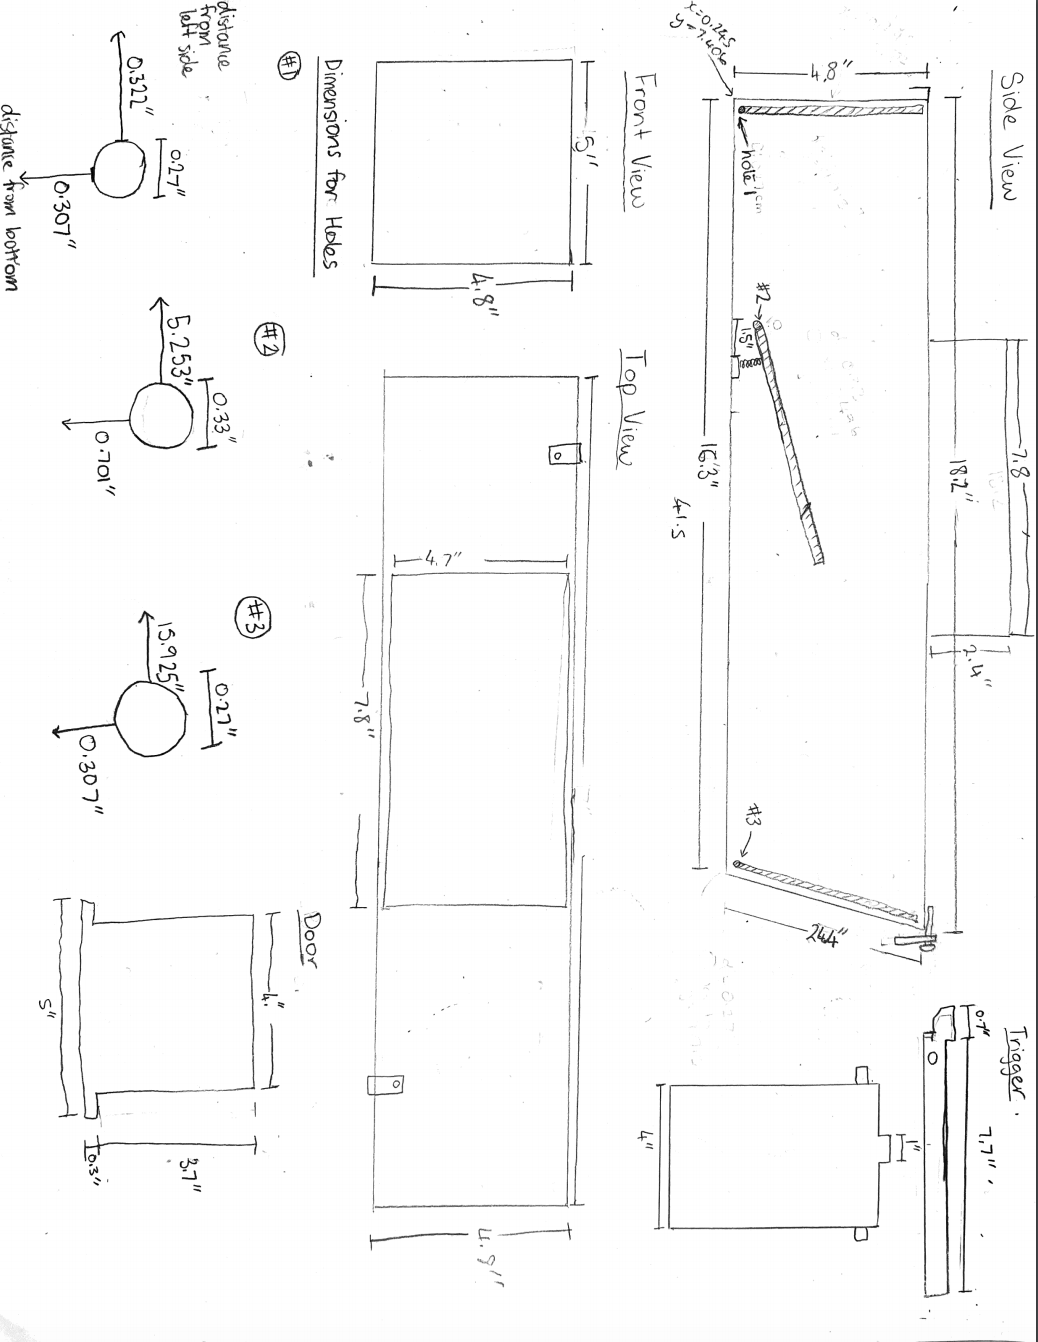 Side View
x=0.245
y=7.406
4.8"
hole 1
#2
1.5"
7.8
18.2"
2.4"
16.3"
41.5
#3
24.4"
Trigger.
0.7"
7.7"
4"
1"
Front View
5"
4.8"
Top View
4.7"
7.8"
4.8"
Dimensions for Holes
#1
distance
from
left side
0.322"
0.27"
0.307"
distance from bottom
#2
5.253"
0.33"
0.701"
#3
15.925"
0.27"
0.307"
Door
4"
5"
0.3"
3.7"